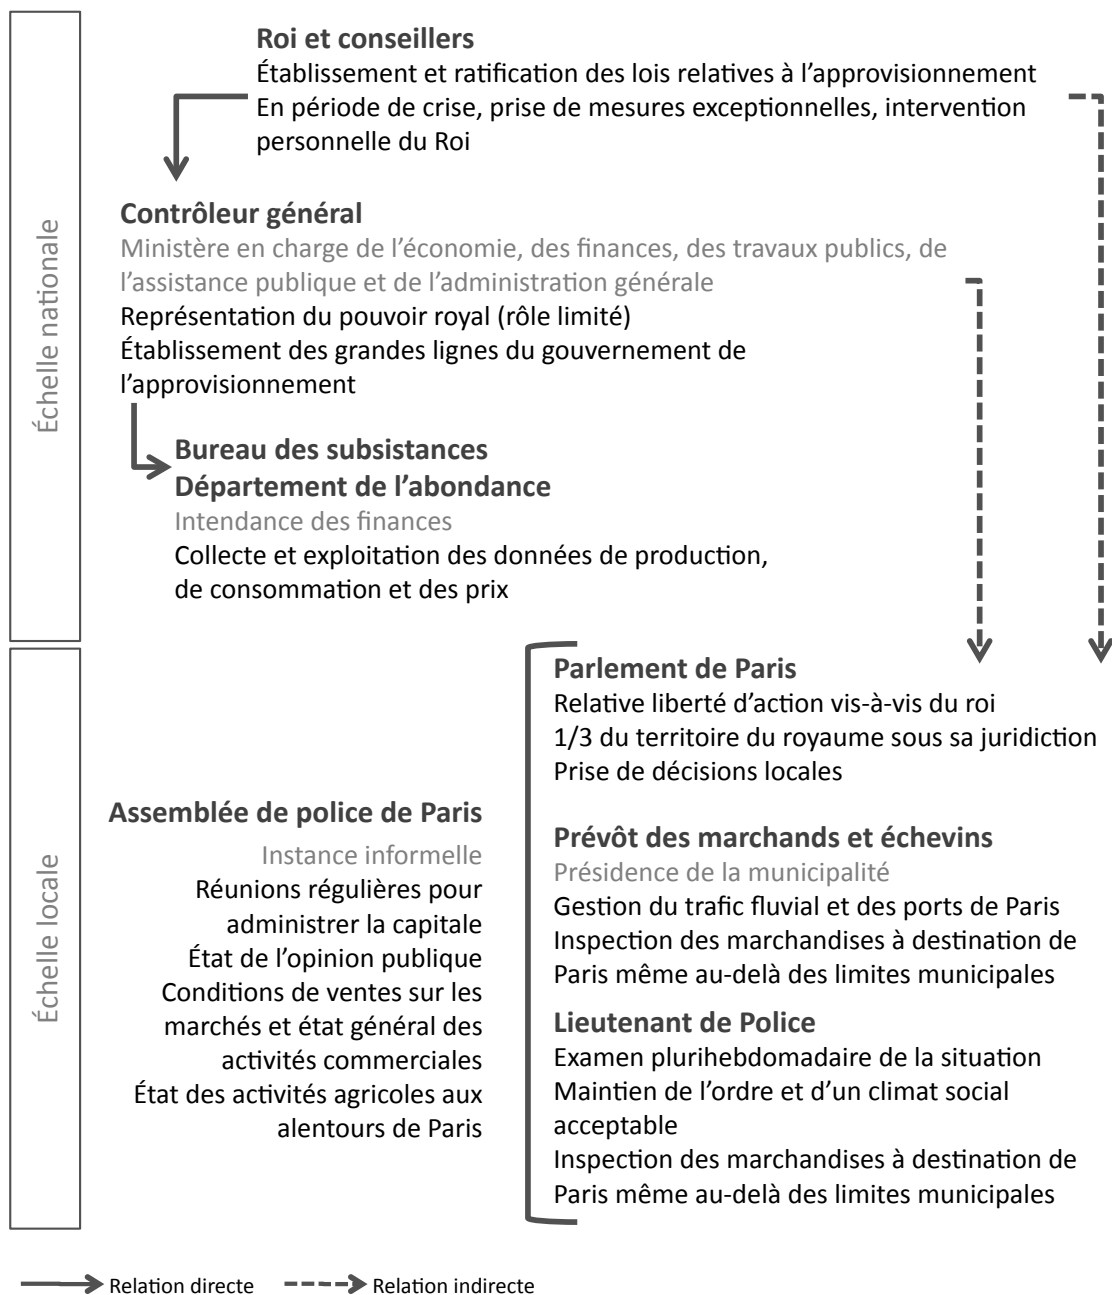 Échelle nationale
Roi et conseillers
Établissement et ratification des lois relatives à l’approvisionnement
En période de crise, prise de mesures exceptionnelles, intervention
personnelle du Roi
Contrôleur général
Ministère en charge de l’économie, des finances, des travaux publics, de
l’assistance publique et de l’administration générale
Représentation du pouvoir royal (rôle limité)
Établissement des grandes lignes du gouvernement de
l’approvisionnement
Bureau des subsistances
Département de l’abondance
Intendance des finances
Collecte et exploitation des données de production,
de consommation et des prix
Échelle locale
Assemblée de police de Paris
Instance informelle
Réunions régulières pour
administrer la capitale
État de l’opinion publique
Conditions de ventes sur les
marchés et état général des
activités commerciales
État des activités agricoles aux
alentours de Paris
Parlement de Paris
Relative liberté d’action vis-à-vis du roi
1/3 du territoire du royaume sous sa juridiction
Prise de décisions locales
Prévôt des marchands et échevins
Présidence de la municipalité
Gestion du trafic fluvial et des ports de Paris
Inspection des marchandises à destination de
Paris même au-delà des limites municipales
Lieutenant de Police
Examen plurihebdomadaire de la situation
Maintien de l’ordre et d’un climat social
acceptable
Inspection des marchandises à destination de
Paris même au-delà des limites municipales
Relation directe
Relation indirecte